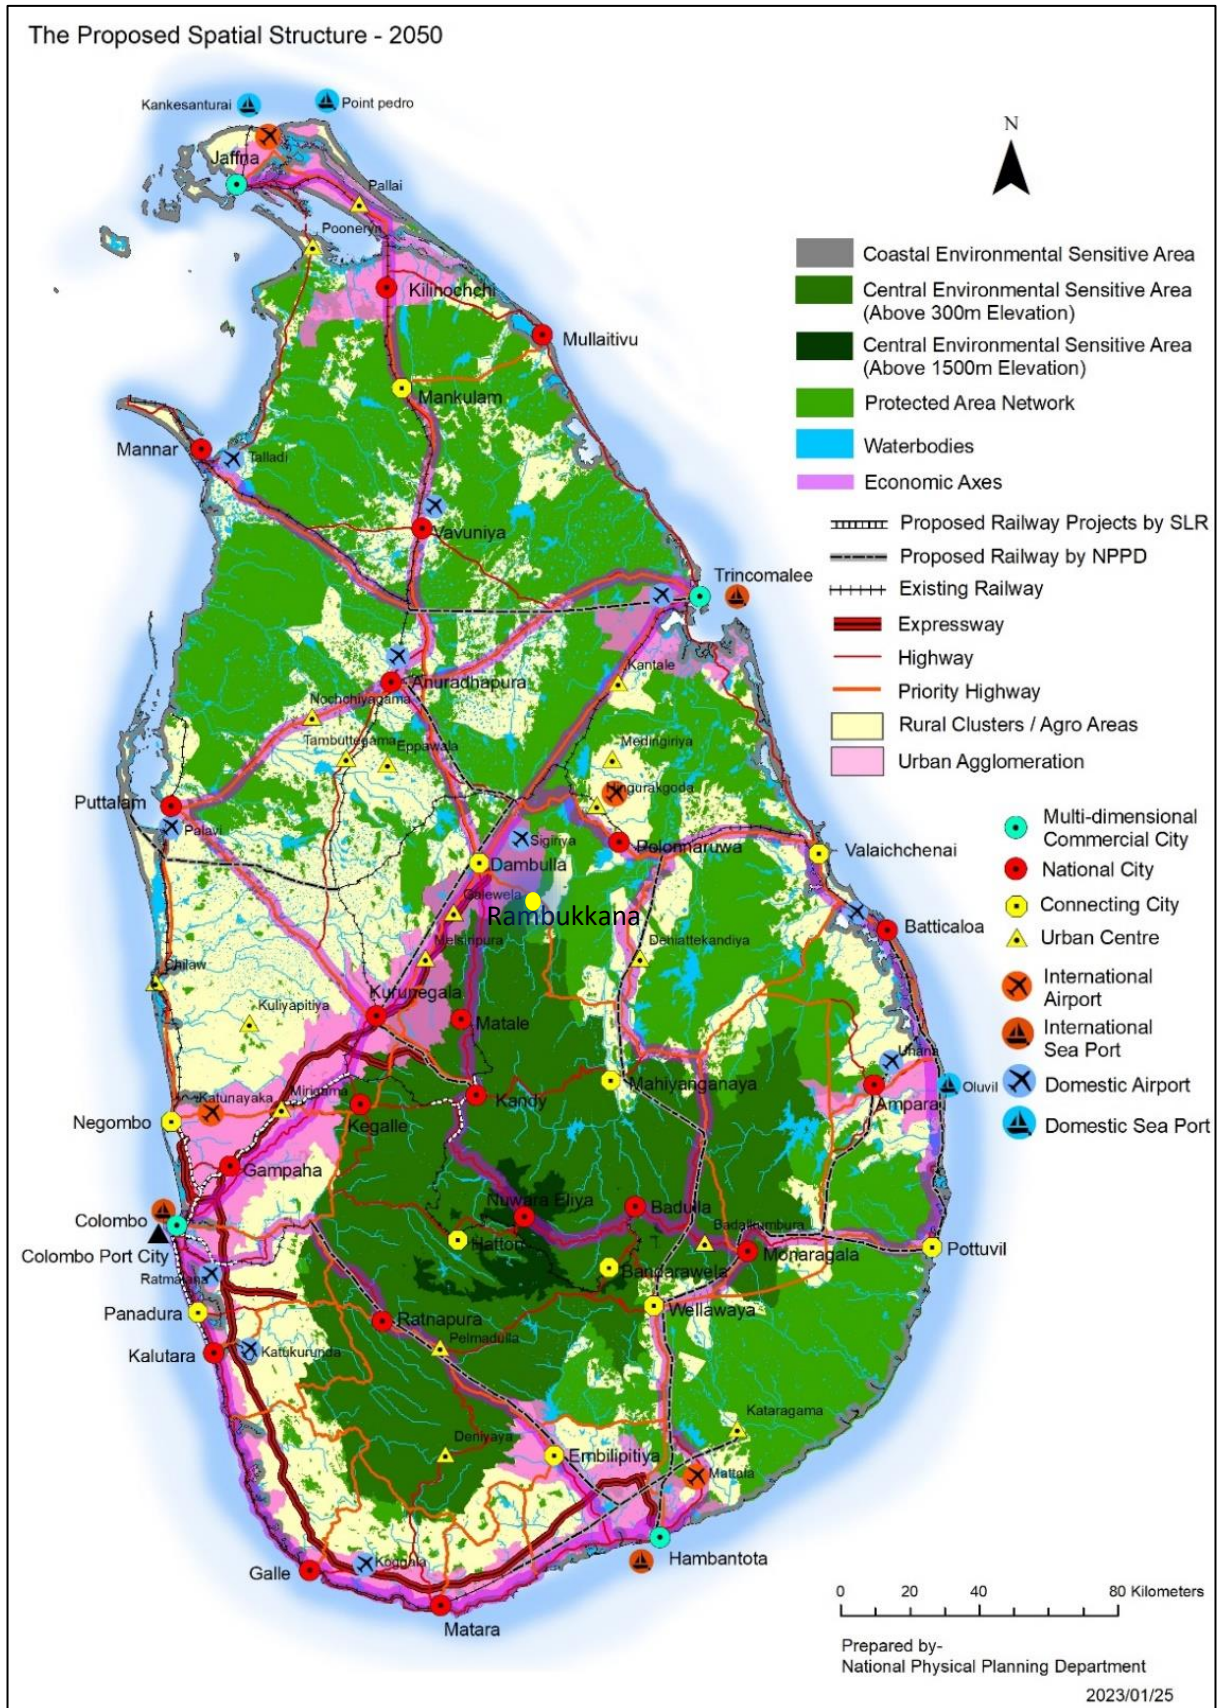 The Proposed Spatial Structure - 2050
Kankesanturai
Point pedro
N
Jaffna
Pallai
Pooneryn
Kilinochchi
Mullaitivu
Mankulam
Mannar
Talladi
Vavuniya
Trincomalee
Kantale
Anuradhapura
Nochchiyagama
Tambuttegama
Eppawala
Medingiriya
Hingurakgoda
Puttalam
Palavi
Sigiriya
Polonnaruwa
Valaichchenai
Dambulla
Galewela
Rambukkana
Batticaloa
Melsiripura
Dehiattekandiya
Chilaw
Kurunegala
Kuliyapitiya
Matale
Uhana
Mahiyanganaya
Oluvil
Ampara
Katunayaka
Mirigama
Kandy
Kegalle
Negombo
Gampaha
Nuwara Eliya
Badulla
Colombo
Hatton
Badalkumbura
Monaragala
Pottuvil
Colombo Port City
Bandarawela
Ratmalana
Wellawaya
Panadura
Ratnapura
Pelmadulla
Kalutara
Katukurunda
Kataragama
Deniyaya
Embilipitiya
Mattala
Hambantota
Galle
Koggala
Matara
Coastal Environmental Sensitive Area
Central Environmental Sensitive Area
(Above 300m Elevation)
Central Environmental Sensitive Area
(Above 1500m Elevation)
Protected Area Network
Waterbodies
Economic Axes
Proposed Railway Projects by SLR
Proposed Railway by NPPD
Existing Railway
Expressway
Highway
Priority Highway
Rural Clusters / Agro Areas
Urban Agglomeration
Multi-dimensional
Commercial City
National City
Connecting City
Urban Centre
International
Airport
International
Sea Port
Domestic Airport
Domestic Sea Port
0 20 40 80 Kilometers
Prepared by-
National Physical Planning Department
2023/01/25